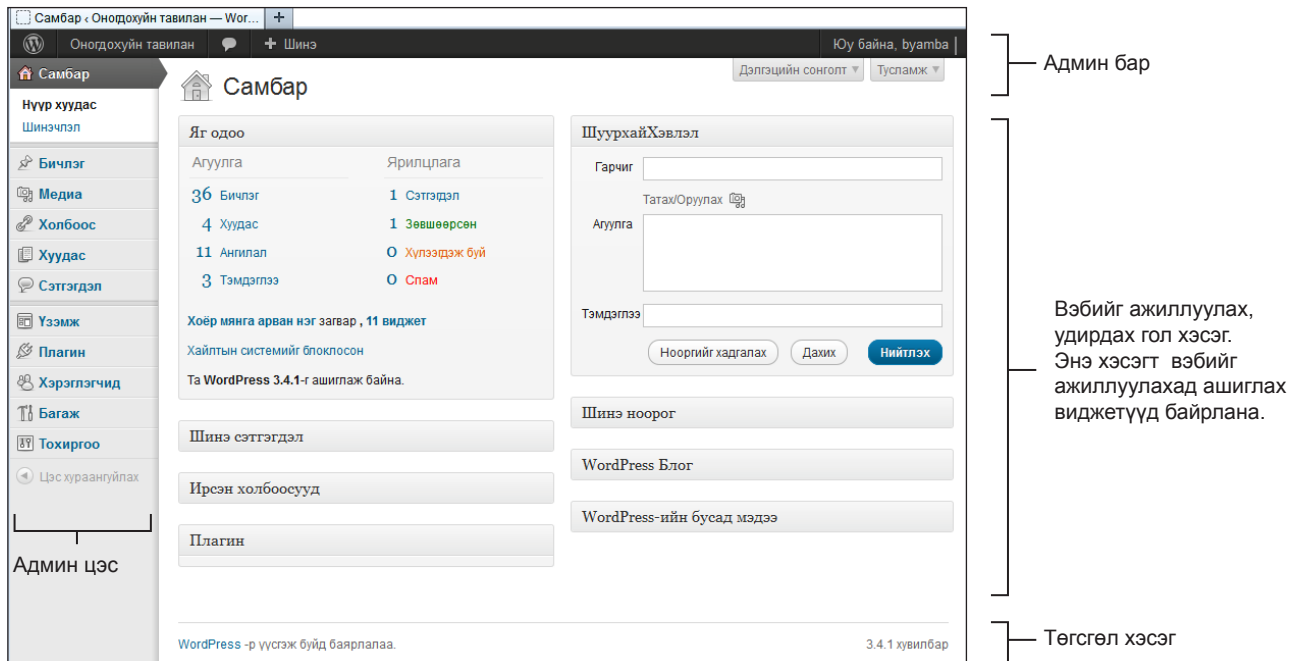 Самбар ‹ Оногдохуйн тавилан — Wor...
Оногдохуйн тавилан
Шинэ
Юу байна, byamba
Самбар
Нүүр хуудас
Шинэчлэл
Бичлэг
Медиа
Холбоос
Хуудас
Сэтгэгдэл
Үзэмж
Плагин
Хэрэглэгчид
Багаж
Тохиргоо
Цэс хураангуйлах
Админ цэс
Дэлгэцийн сонголт
Тусламж
Самбар
Яг одоо
Агуулга Ярилцлага
36 Бичлэг 1 Сэтгэгдэл
4 Хуудас 1 Зөвшөөрсөн
11 Ангилал 0 Хүлээгдэж буй
3 Тэмдэглээ 0 Спам
Хоёр мянга арван нэг загвар , 11 виджет
Хайлтын системийг блоклосон
Та WordPress 3.4.1-г ашиглаж байна.
Шинэ сэтгэгдэл
Ирсэн холбоосууд
Плагин
ШуурхайХэвлэл
Гарчиг
Татах/Оруулах
Агуулга
Тэмдэглээ
Нооргийг хадгалах Дахих Нийтлэх
Шинэ ноорог
WordPress Блог
WordPress-ийн бусад мэдээ
WordPress -р үүсгэж буйд баярлалаа.
3.4.1 хувилбар
Админ бар
Вэбийг ажиллуулах,
удирдах гол хэсэг.
Энэ хэсэгт вэбийг
ажиллуулахад ашиглах
виджетүүд байрлана.
Төгсгөл хэсэг